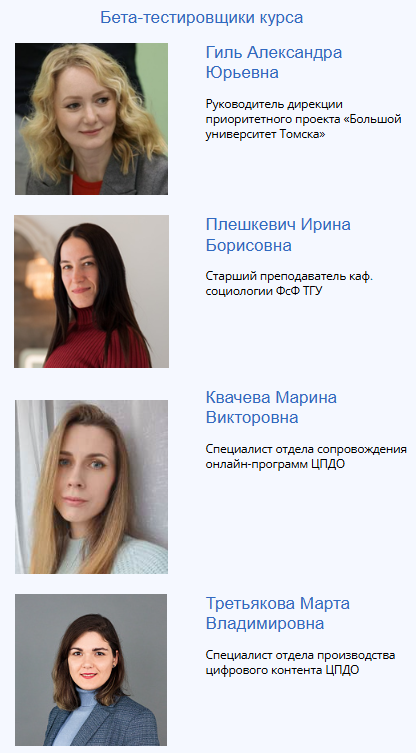 Бета-тестировщики курса
Гиль Александра
Юрьевна
Руководитель дирекции
приоритетного проекта «Большой
университет Томска»
Плешкевич Ирина
Борисовна
Старший преподаватель каф.
социологии ФсФ ТГУ
Квачева Марина
Викторовна
Специалист отдела сопровождения
онлайн-программ ЦПДО
Третьякова Марта
Владимировна
Специалист отдела производства
цифрового контента ЦПДО